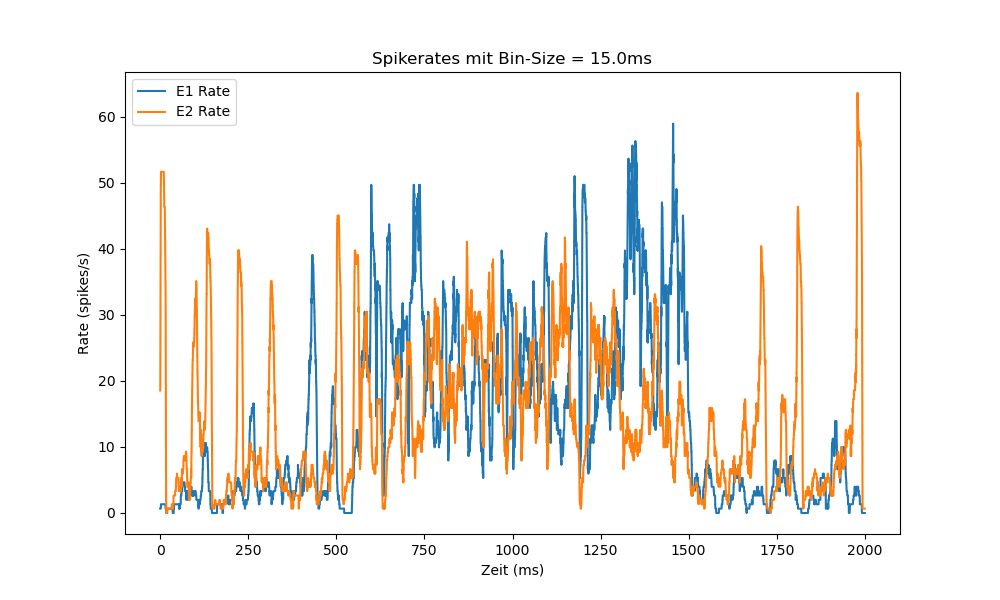 Spikerates mit Bin-Size = 15.0ms
E1 Rate
E2 Rate
Rate (spikes/s)
60
50
40
30
20
10
0
0 250 500 750 1000 1250 1500 1750 2000
Zeit (ms)